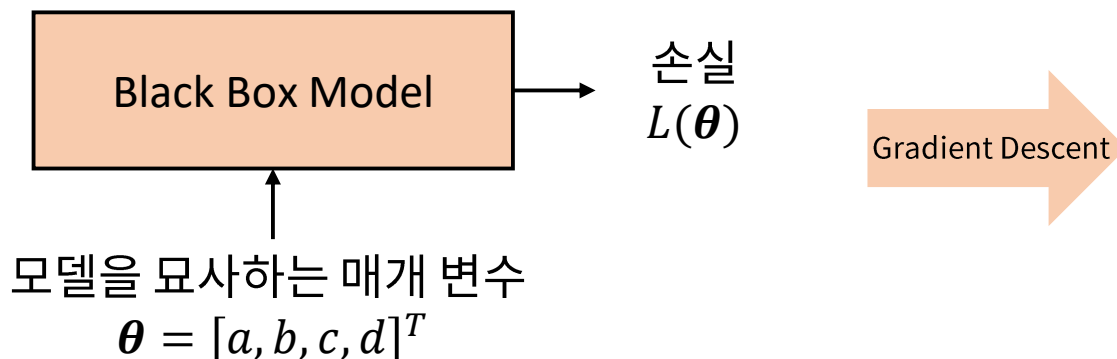 Black Box Model
손실
L(θ)
Gradient Descent
모델을 묘사하는 매개 변수
θ = [a, b, c, d]^T